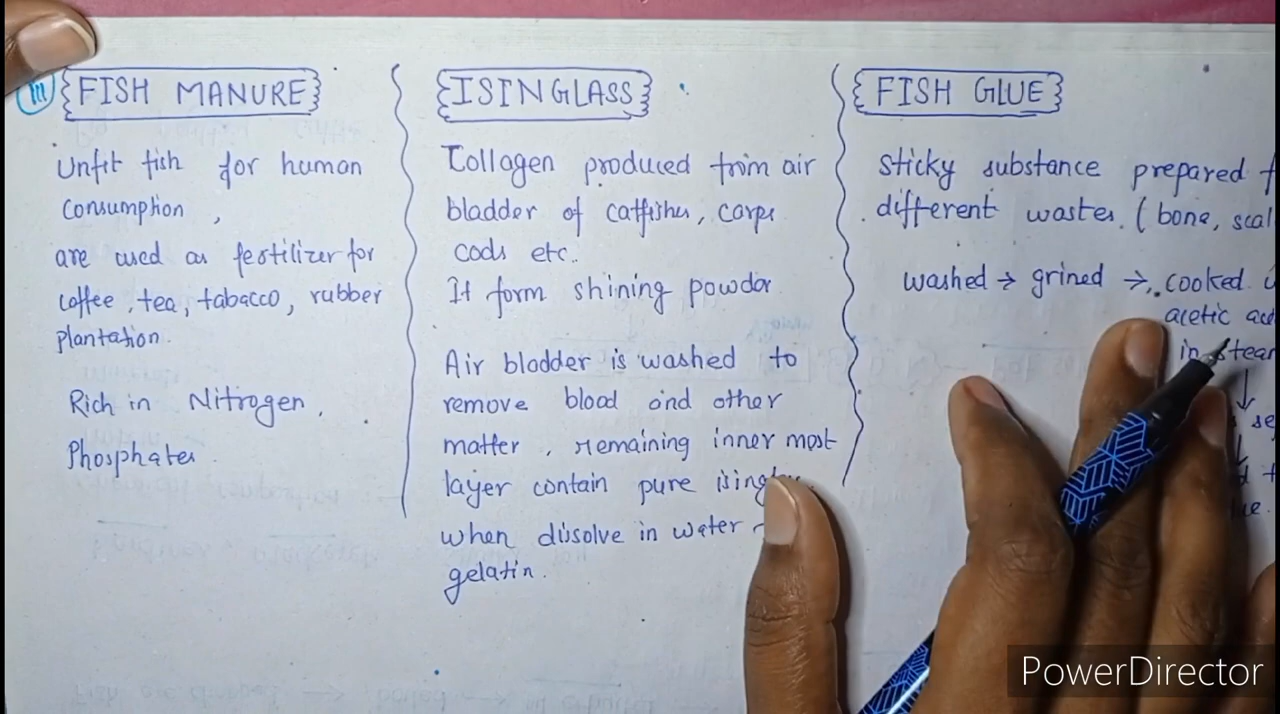 III FISH MANURE
Unfit fish for human
consumption,
are used as fertilizer for
coffee, tea, tabacco, rubber
plantation.
Rich in Nitrogen,
Phosphates
ISINGLASS
Collagen produced from air
bladder of catfishes, carps
cods etc.
It form shining powdor
Air bladder is washed to
remove blood and other
matter, remaining inner most
layer contain pure
when dissolve in water
gelatin.
FISH GLUE
Sticky substance prepared
different wastes. (bone,
washed → grined → cooked
acetic
in
PowerDirector